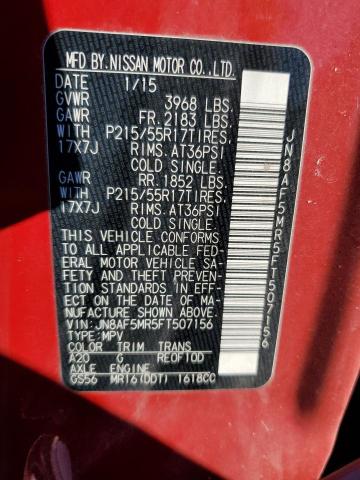 MFD BY:NISSAN MOTOR CO.,LTD.
DATE 1/15
GVWR 3968 LBS.
GAWR FR. 2183 LBS.
WITH P215/55R17TIRES,
17X7J RIMS, AT36PSI
COLD SINGLE.
GAWR RR. 1852 LBS.
WITH P215/55R17TIRES,
17X7J RIMS, AT36PSI
COLD SINGLE.
THIS VEHICLE CONFORMS
TO ALL APPLICABLE FED-
ERAL MOTOR VEHICLE SA-
FETY AND THEFT PREVEN-
TION STANDARDS IN EFF-
ECT ON THE DATE OF MA-
NUFACTURE SHOWN ABOVE.
VIN:JN8AF5MR5FT507156
TYPE:MPV
COLOR TRIM TRANS
A20 G RE0F10D
AXLE ENGINE
GS56 MR16(DDT) 1618CC
JN8AF5MR5FT507156